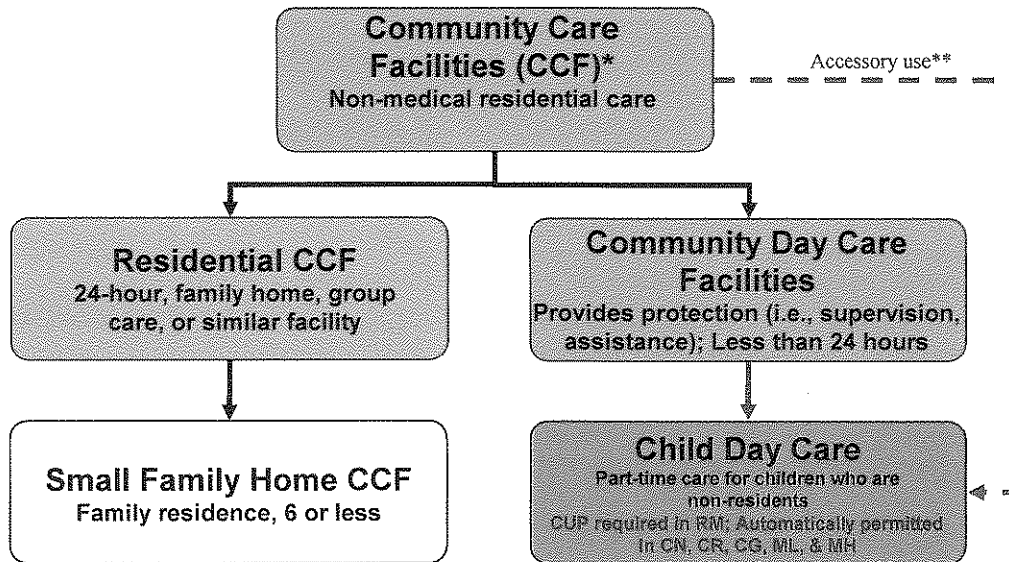 Community Care
Facilities (CCF)*
Non-medical residential care
Accessory use**
Residential CCF
24-hour, family home, group
care, or similar facility
Community Day Care
Facilities
Provides protection (i.e., supervision,
assistance); Less than 24 hours
Small Family Home CCF
Family residence, 6 or less
Child Day Care
Part-time care for children who are
non-residents
CUP required in RM; Automatically permitted
in CN, CR, CG, ML, & MH